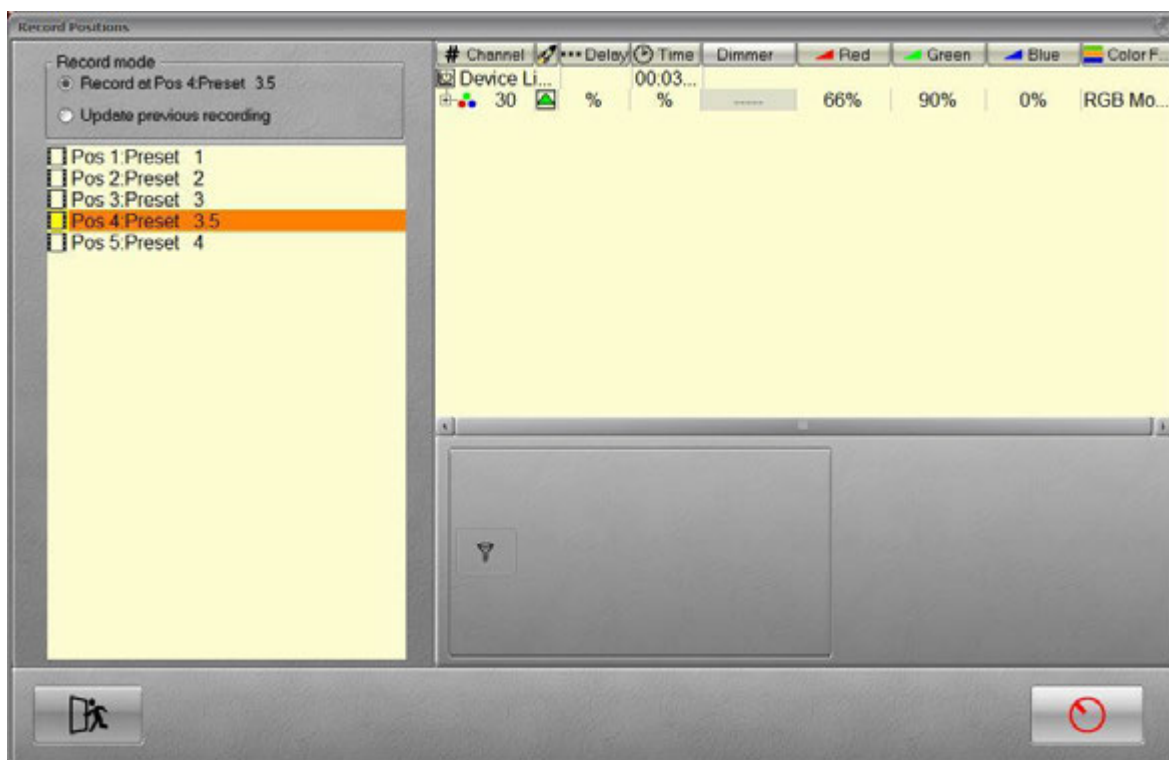 Record Positions
Record mode
Record at Pos 4:Preset 3.5
Update previous recording
Pos 1:Preset 1
Pos 2:Preset 2
Pos 3:Preset 3
Pos 4:Preset 3.5
Pos 5:Preset 4
# Channel ••• Delay Time Dimmer Red Green Blue Color F...
Device Li... 00:03...
30 % % ----- 66% 90% 0% RGB Mo...